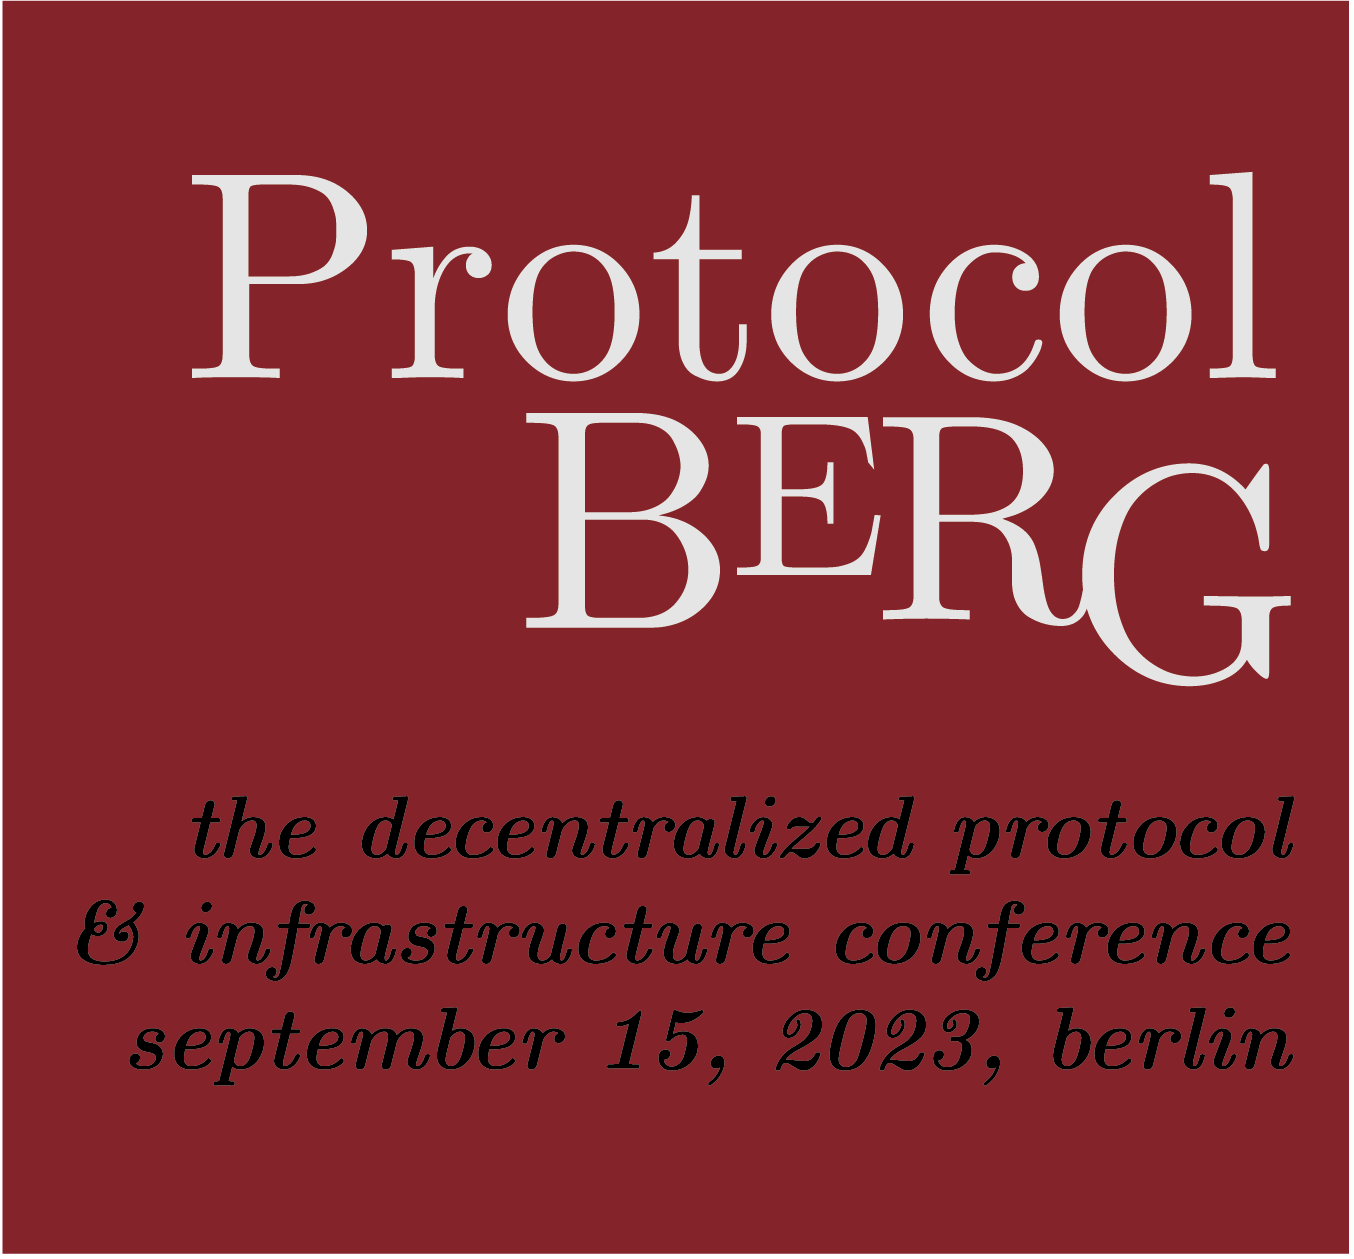 Protocol
BERG
the decentralized protocol
& infrastructure conference
september 15, 2023, berlin